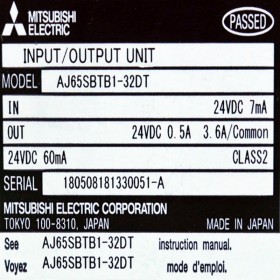 MITSUBISHI
ELECTRIC
PASSED
INPUT/OUTPUT UNIT
MODEL AJ65SBTB1-32DT
IN 24VDC 7mA
OUT 24VDC 0.5A 3.6A/Common
24VDC 60mA CLASS2
SERIAL 180508181330051-A
MITSUBISHI ELECTRIC CORPORATION
TOKYO 100-8310, JAPAN MADE IN JAPAN
See AJ65SBTB1-32DT instruction manual.
Voyez AJ65SBTB1-32DT mode d'emploi.